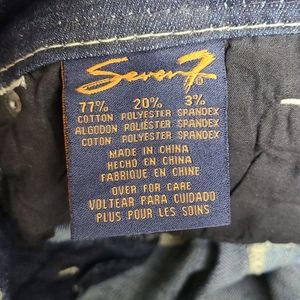 Seven7®
77% 20% 3%
COTTON POLYESTER SPANDEX
ALGODON POLIÉSTER SPANDEX
COTON POLYESTER SPANDEX
MADE IN CHINA
HECHO EN CHINA
FABRIQUE EN CHINE
OVER FOR CARE
VOLTEAR PARA CUIDADO
PLUS POUR LES SOINS